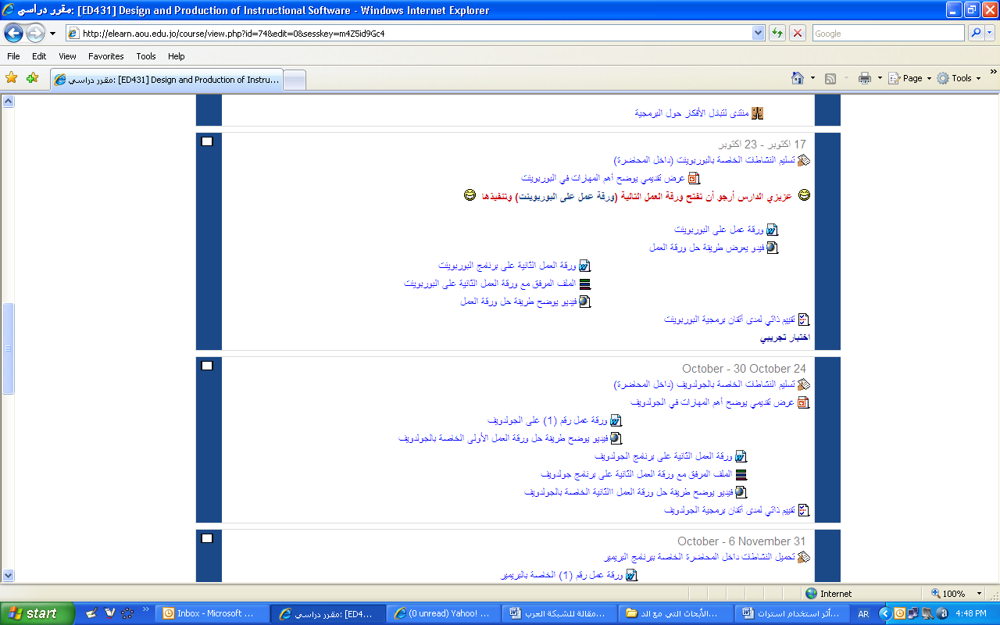 مقرر دراسي: [ED431] Design and Production of Instructional Software - Windows Internet Explorer
http://elearn.aou.edu.jo/course/view.php?id=74&edit=0&sesskey=m4Z5id9Gc4
Google
File Edit View Favorites Tools Help
مقرر دراسي: [ED431] Design and Production of Instru...
Page Tools
منتدى لتبادل الأفكار حول البرمجية
17 اكتوبر - 23 اكتوبر
تسليم النشاطات الخاصة بالبوربوينت (داخل المحاضرة)
عرض تقديمي يوضح أهم المهارات في البوربوينت
عزيزي الدارس أرجو أن تفتح ورقة العمل التالية (ورقة عمل على البوربوينت) وتنفيذها
ورقة عمل على البوربوينت
فيدو يعرض طريقة حل ورقة العمل
ورقة العمل الثانية على برنامج البوربوينت
الملف المرفق مع ورقة العمل الثانية على البوربوينت
فيديو يوضح طريقة حل ورقة العمل
تقييم ذاتي لمدى أتقان برمجية البوربوينت
اختبار تجريبي
October - 30 October 24
تسليم النشاطات الخاصة بالجولدويف (داخل المحاضرة)
عرض تقديمي يوضح أهم المهارات في الجولدويف
ورقة عمل رقم (1) على الجولدويف
فيديو يوضح طريقة حل ورقة العمل الأولى الخاصة بالجولدويف
ورقة العمل الثانية على برنامج الجولدويف
الملف المرفق مع ورقة العمل الثانية على برنامج جولدويف
فيديو يوضح طريقة حل ورقة العمل االثانية الخاصة بالجولدويف
تقييم ذاتي لمدى أتقان برمجية الجولدويف
October - 6 November 31
تحميل النشاطات داخل المحاضرة الخاصة ببرنامج البريمير
ورقة عمل رقم (1) الخاصة بالبريمير
Internet 100%
start Inbox - Microsoft ... مقرر دراسي: [ED4... (0 unread) Yahoo! ... مقالة للشبكة العرب... الأبحاث التي مع الد... أثر استخدام استرات... AR 4:48 PM